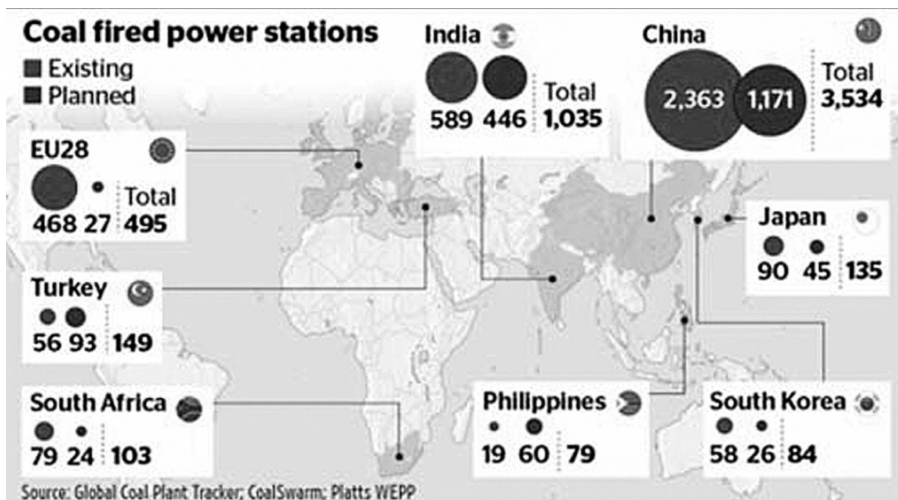 Coal fired power stations
Existing
Planned
India
589 446
Total
1,035
China
2,363 1,171
Total
3,534
EU28
468 27
Total
495
Japan
90 45 135
Turkey
56 93 149
South Africa
79 24 103
Philippines
19 60 79
South Korea
58 26 84
Source: Global Coal Plant Tracker; CoalSwarm; Platts WEPP